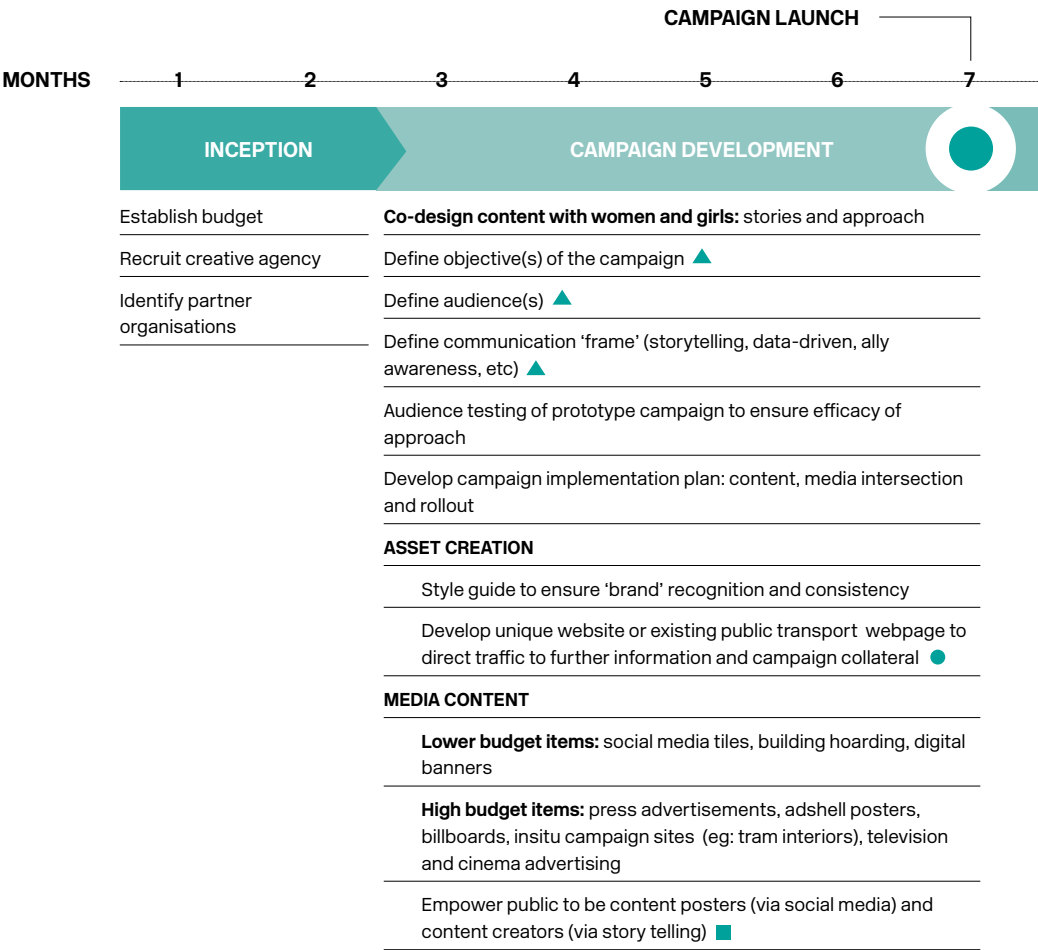 CAMPAIGN LAUNCH
MONTHS 1 2 3 4 5 6 7
INCEPTION
CAMPAIGN DEVELOPMENT
Establish budget
Recruit creative agency
Identify partner
organisations
Co-design content with women and girls: stories and approach
Define objective(s) of the campaign
Define audience(s)
Define communication ‘frame’ (storytelling, data-driven, ally
awareness, etc)
Audience testing of prototype campaign to ensure efficacy of
approach
Develop campaign implementation plan: content, media intersection
and rollout
ASSET CREATION
Style guide to ensure ‘brand’ recognition and consistency
Develop unique website or existing public transport webpage to
direct traffic to further information and campaign collateral
MEDIA CONTENT
Lower budget items: social media tiles, building hoarding, digital
banners
High budget items: press advertisements, adshell posters,
billboards, insitu campaign sites (eg: tram interiors), television
and cinema advertising
Empower public to be content posters (via social media) and
content creators (via story telling)